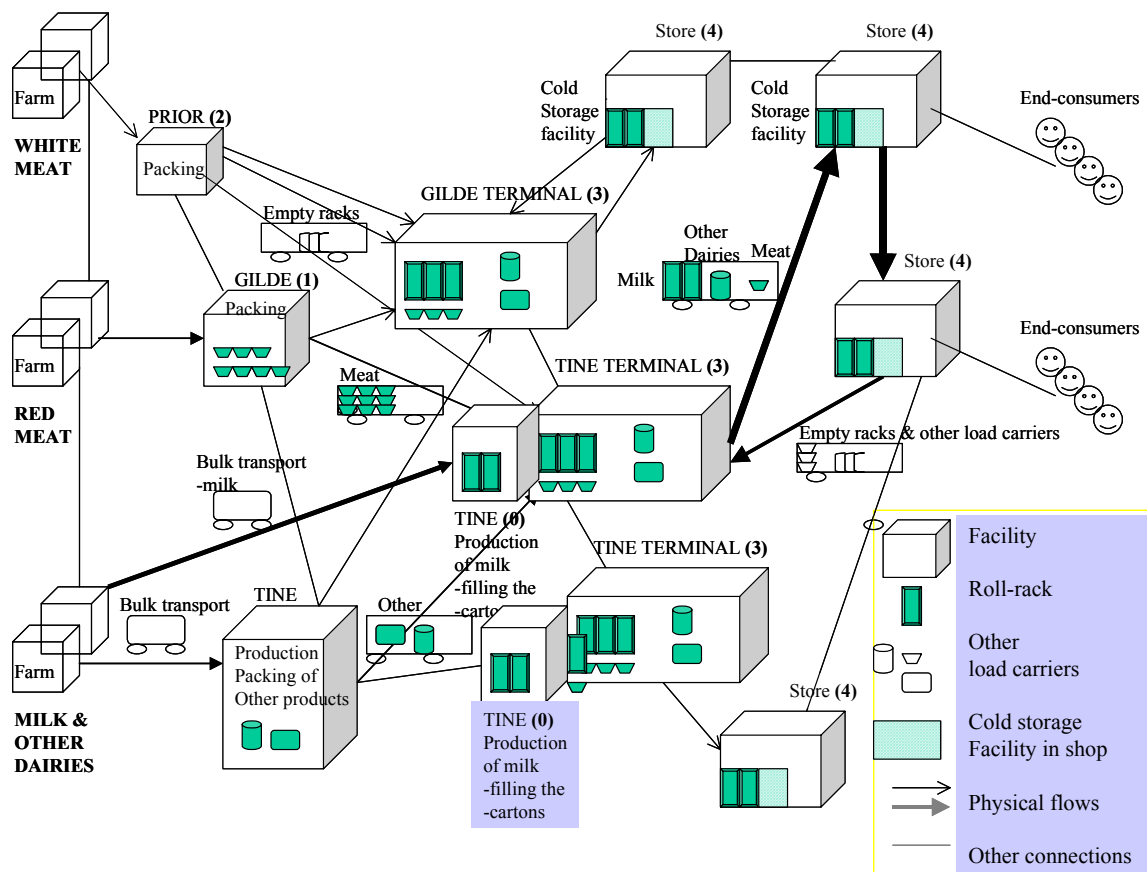 Store (4)
Store (4)
Farm
Cold
Storage
facility
Cold
Storage
facility
End-consumers
WHITE
MEAT
PRIOR (2)
Packing
GILDE TERMINAL (3)
Empty racks
Other
Dairies
Meat
Milk
Store (4)
GILDE (1)
Packing
End-consumers
Farm
RED
MEAT
Meat
TINE TERMINAL (3)
Empty racks & other load carriers
Bulk transport
-milk
TINE (0)
Production
of milk
-filling the
-cartons
TINE TERMINAL (3)
Bulk transport
TINE
Other
Farm
Production
Packing of
Other products
MILK &
OTHER
DAIRIES
TINE (0)
Production
of milk
-filling the
-cartons
Store (4)
Facility
Roll-rack
Other
load carriers
Cold storage
Facility in shop
Physical flows
Other connections